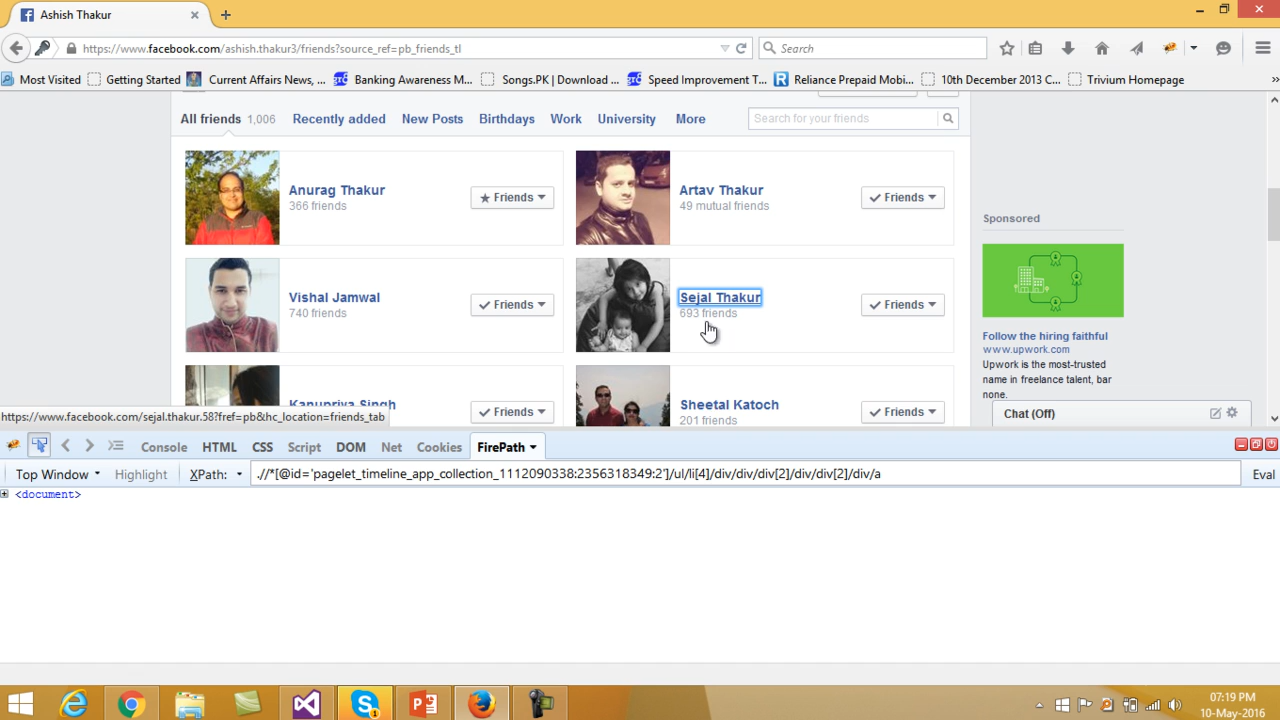 Ashish Thakur
https://www.facebook.com/ashish.thakur3/friends?source_ref=pb_friends_tl
Search
Most Visited Getting Started Current Affairs News, ... Banking Awareness M... Songs.PK | Download ... Speed Improvement T... Reliance Prepaid Mobi... 10th December 2013 C... Trivium Homepage
All friends 1,006 Recently added New Posts Birthdays Work University More Search for your friends
Anurag Thakur
366 friends
Friends
Artav Thakur
49 mutual friends
Friends
Vishal Jamwal
740 friends
Friends
Sejal Thakur
693 friends
Friends
Kanupriya Singh
Friends
Sheetal Katoch
201 friends
Friends
Sponsored
Follow the hiring faithful
www.upwork.com
Upwork is the most-trusted
name in freelance talent, bar
none.
Chat (Off)
https://www.facebook.com/sejal.thakur.58?fref=pb&hc_location=friends_tab
Console HTML CSS Script DOM Net Cookies FirePath
Top Window Highlight XPath: .//*[@id='pagelet_timeline_app_collection_1112090338:2356318349:2']/ul/li[4]/div/div/div[2]/div/div[2]/div/a Eval
<document>
07:19 PM
10-May-2016